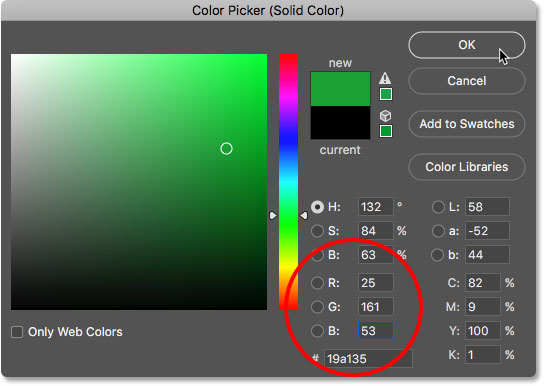 Color Picker (Solid Color)
new
current
OK
Cancel
Add to Swatches
Color Libraries
H: 132 °
S: 84 %
B: 63 %
R: 25
G: 161
B: 53
# 19a135
L: 58
a: -52
b: 44
C: 82 %
M: 9 %
Y: 100 %
K: 1 %
Only Web Colors